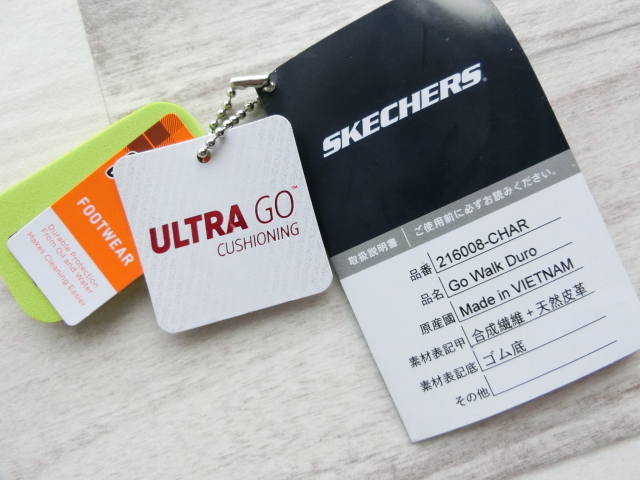 SKECHERS
取扱説明書 ご使用前に必ずお読みください。
品番 216008-CHAR
品名 Go Walk Duro
原産國 Made in VIETNAM
素材表記甲 合成繊維+天然皮革
素材表記底 ゴム底
その他
ULTRA GO™
CUSHIONING
FOOTWEAR
Durable Protection
From Oil and Water
Makes Cleaning Easier